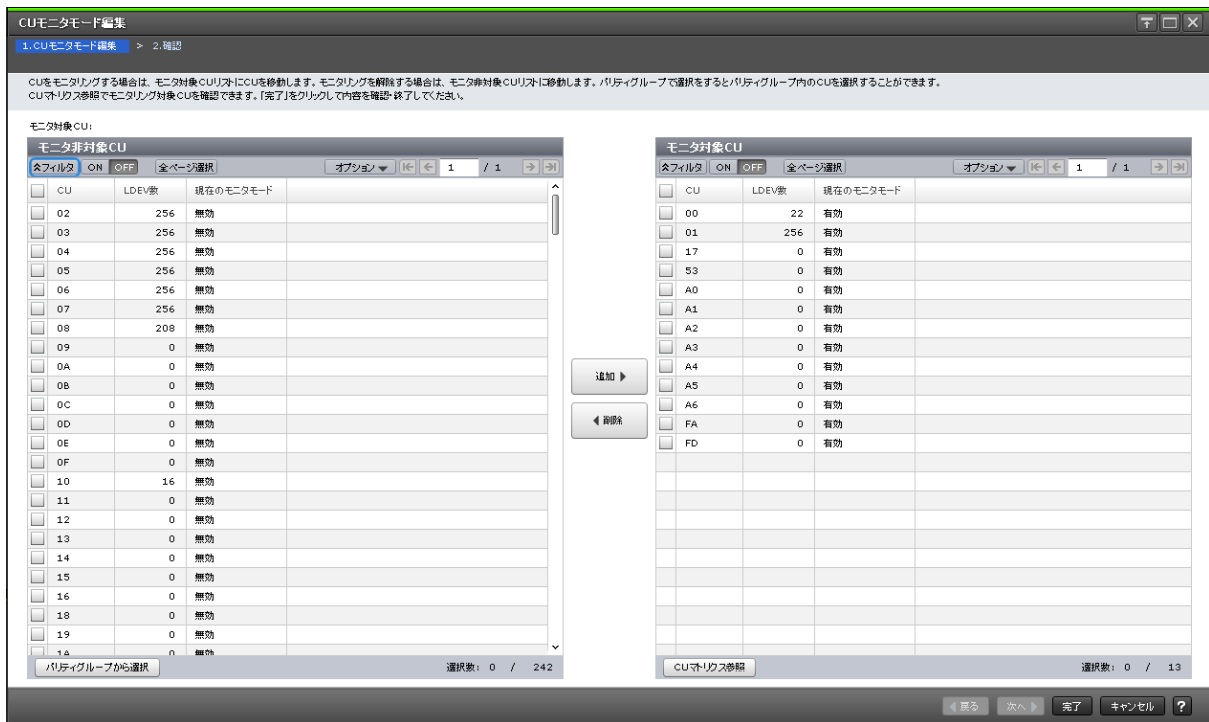 CUモニタモード編集
1.CUモニタモード編集 > 2.確認
CUをモニタリングする場合は、モニタ対象CUリストにCUを移動します。モニタリングを解除する場合は、モニタ非対象CUリストに移動します。パリティグループで選択をするとパリティグループ内のCUを選択することができます。
CUマトリクス参照でモニタリング対象CUを確認できます。「完了」をクリックして内容を確認・終了してください。
モニタ対象CU:
モニタ非対象CU
フィルタ ON OFF 全ページ選択 オプション 1 / 1
CU LDEV数 現在のモニタモード
02 256 無効
03 256 無効
04 256 無効
05 256 無効
06 256 無効
07 256 無効
08 208 無効
09 0 無効
0A 0 無効
0B 0 無効
0C 0 無効
0D 0 無効
0E 0 無効
0F 0 無効
10 16 無効
11 0 無効
12 0 無効
13 0 無効
14 0 無効
15 0 無効
16 0 無効
18 0 無効
19 0 無効
1A 0 無効
パリティグループから選択 選択数: 0 / 242
追加
削除
モニタ対象CU
フィルタ ON OFF 全ページ選択 オプション 1 / 1
CU LDEV数 現在のモニタモード
00 22 有効
01 256 有効
17 0 有効
53 0 有効
A0 0 有効
A1 0 有効
A2 0 有効
A3 0 有効
A4 0 有効
A5 0 有効
A6 0 有効
FA 0 有効
FD 0 有効
CUマトリクス参照 選択数: 0 / 13
戻る 次へ 完了 キャンセル ?